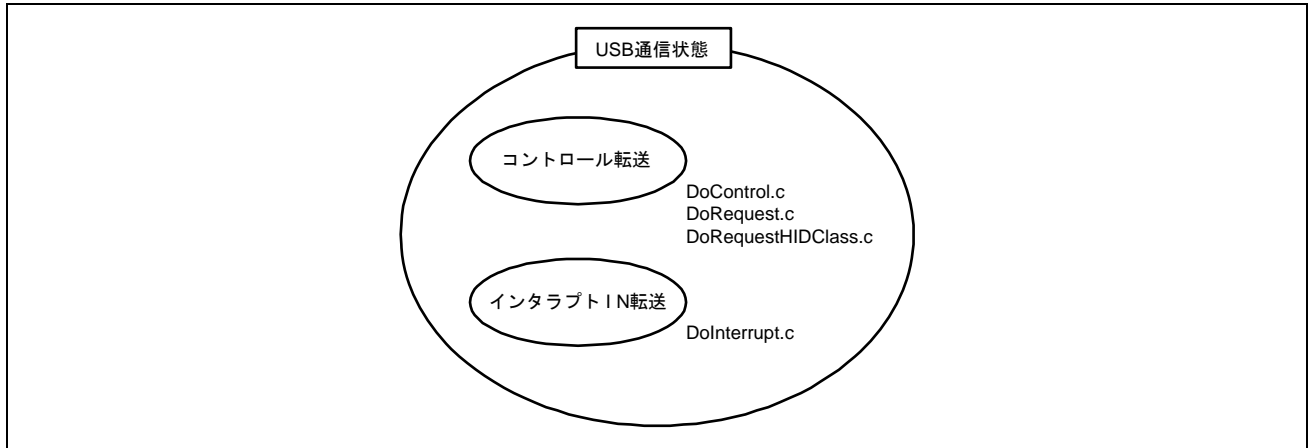 USB通信状態
コントロール転送
DoControl.c
DoRequest.c
DoRequestHIDClass.c
インタラプトIN転送
DoInterrupt.c